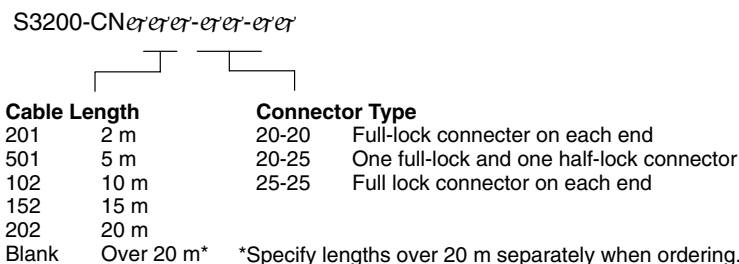 S3200-CN
Cable Length Connector Type
201 2 m 20-20 Full-lock connecter on each end
501 5 m 20-25 One full-lock and one half-lock connector
102 10 m 25-25 Full lock connector on each end
152 15 m
202 20 m
Blank Over 20 m* *Specify lengths over 20 m separately when ordering.